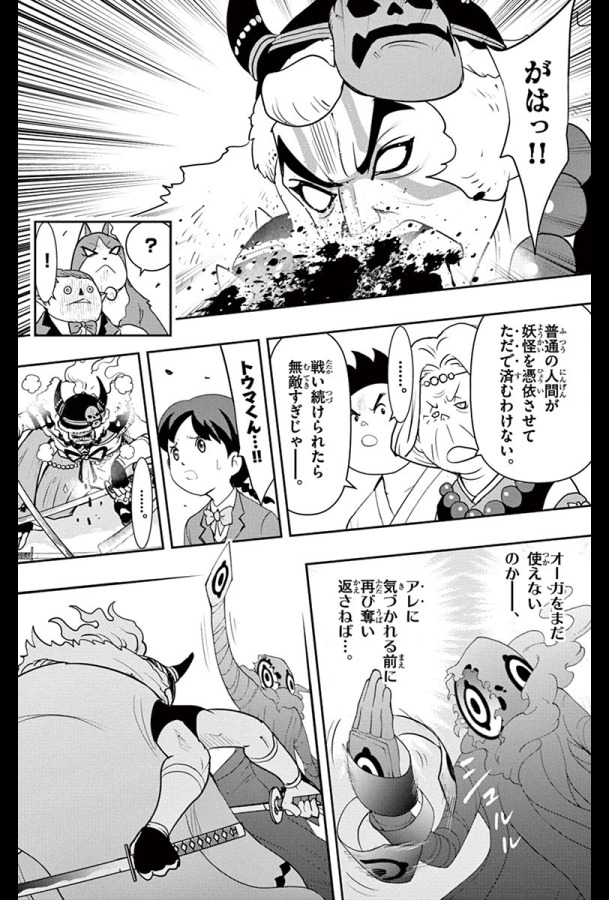 がはっ!!
?
!
普通の人間が
妖怪を憑依させて
ただで済むわけない。
………。
戦い続けられたら
無敵すぎじゃ——。
トウマくん…!!
………。
オーガをまだ
使えない
のか——、
アレに
気づかれる前に
再び奪い
返さねば…。
シュルル